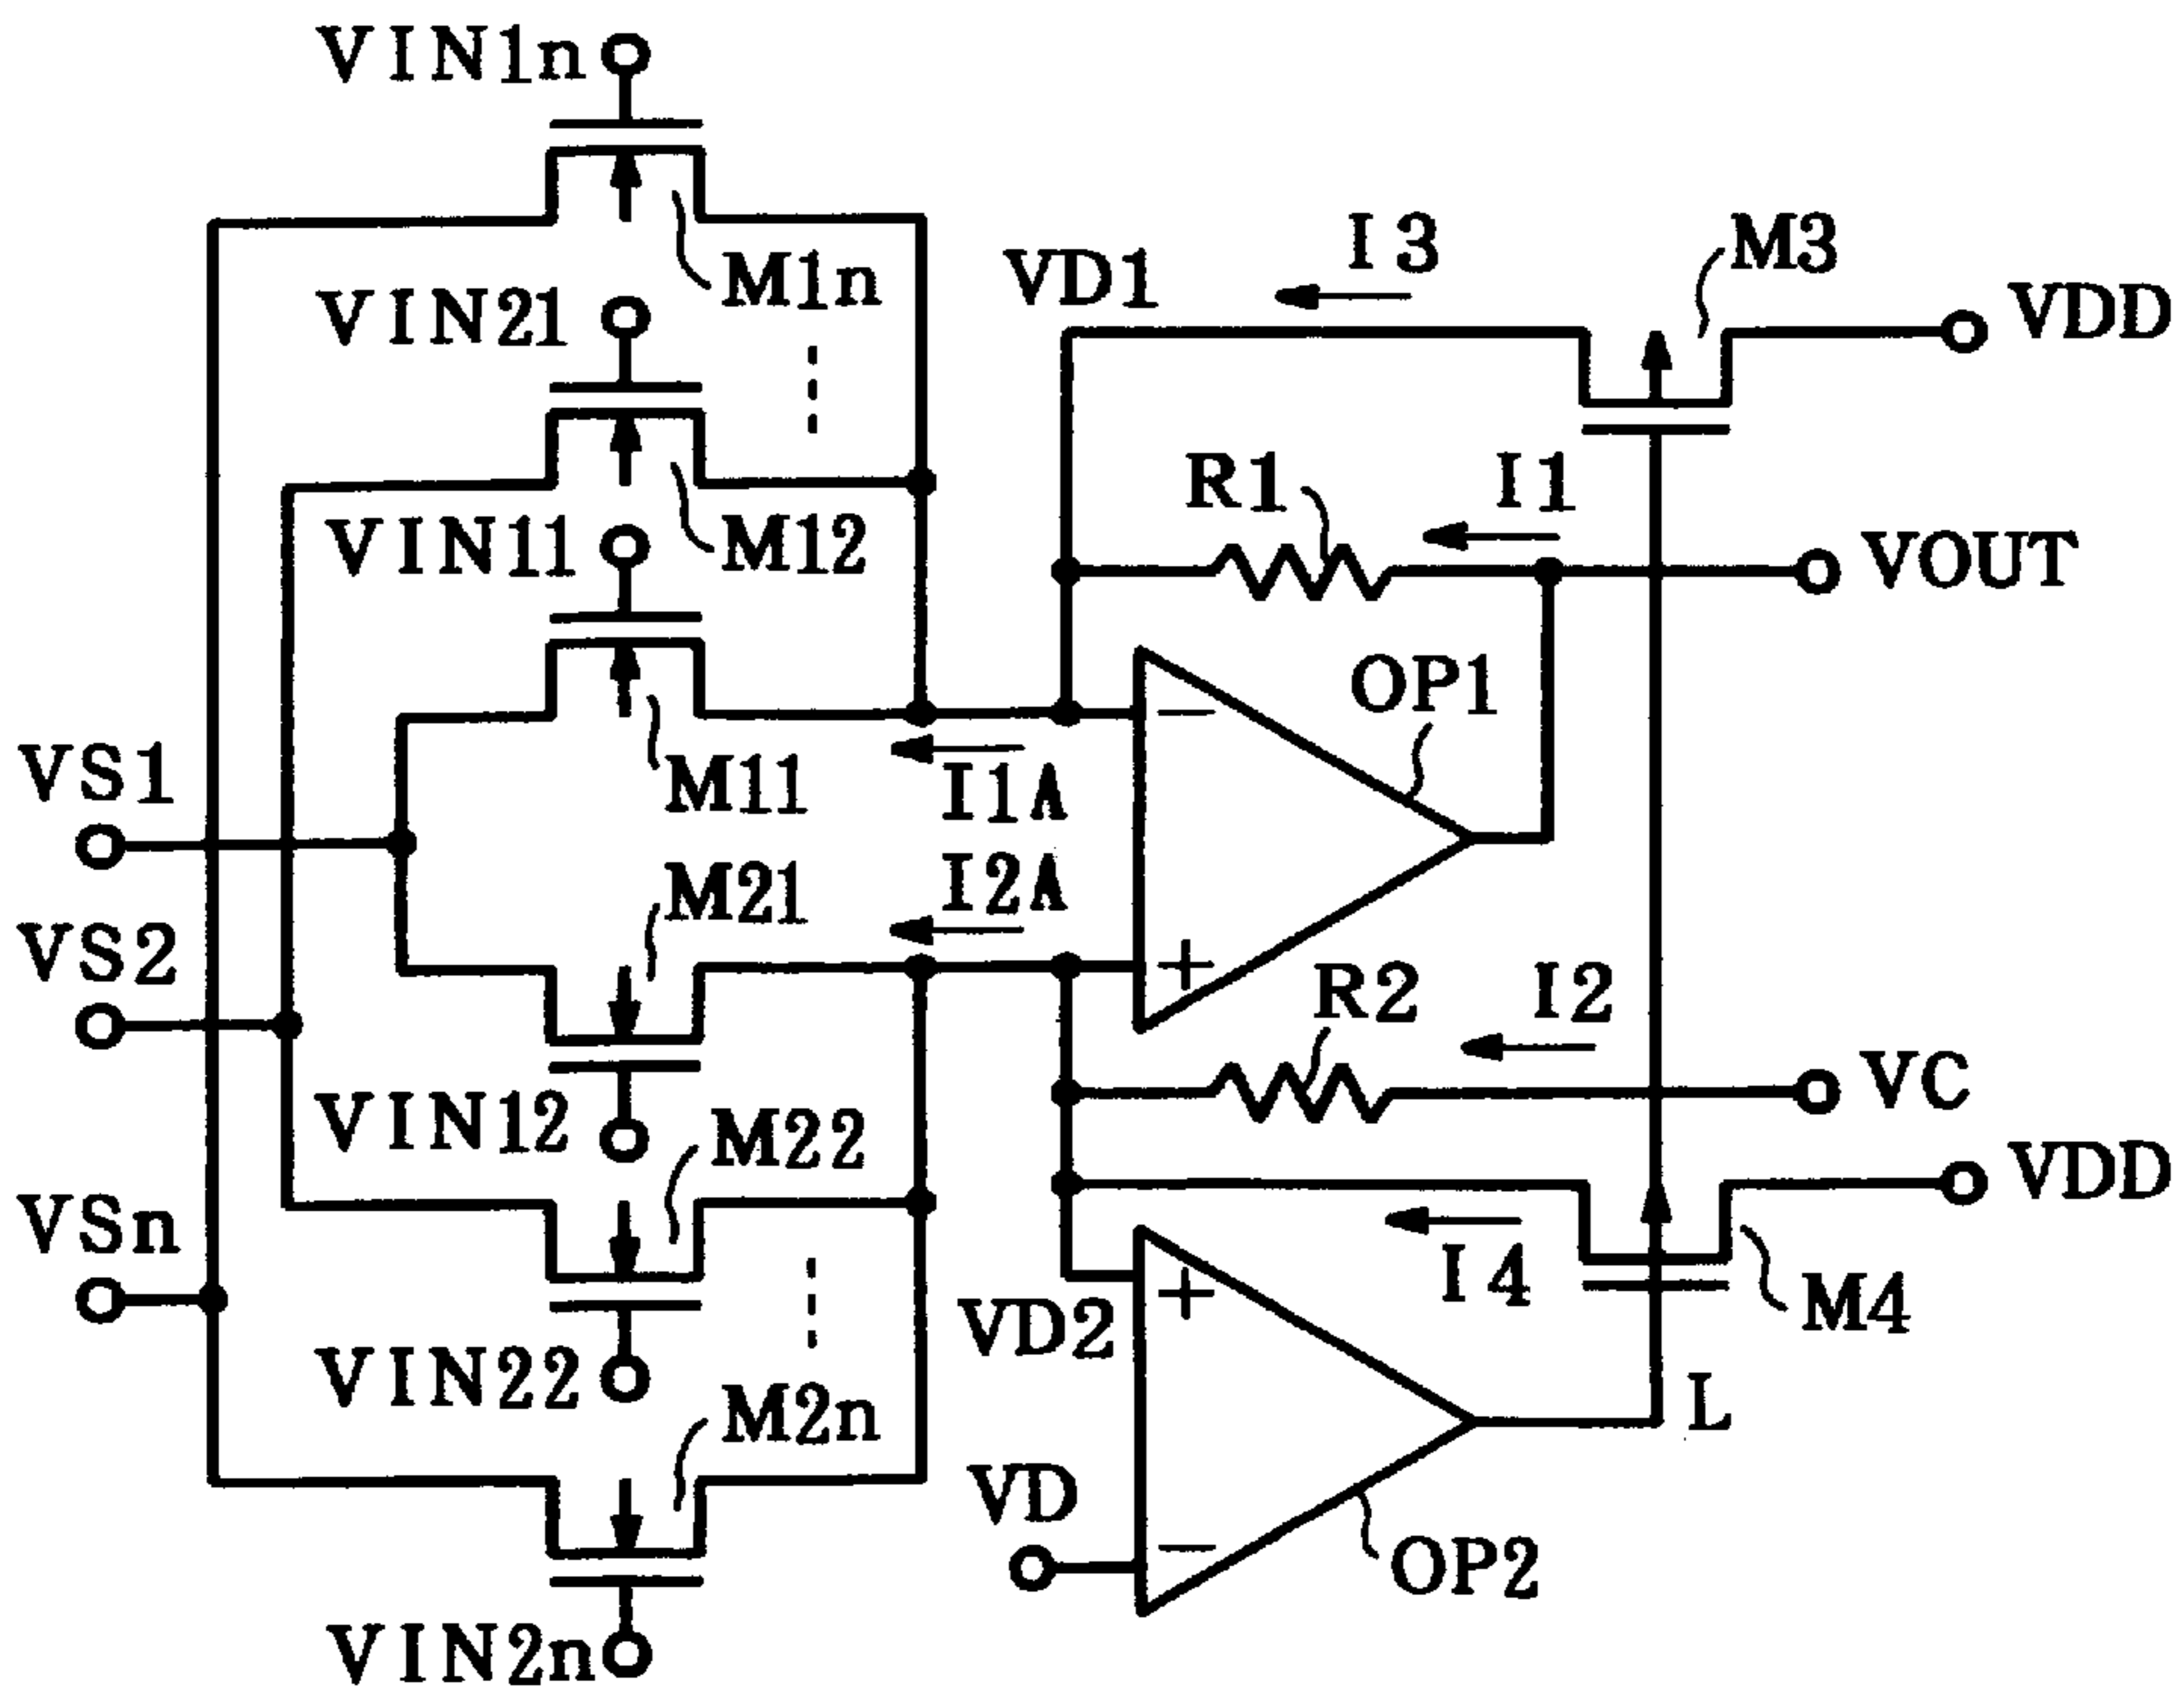 VIN1n
M1n
VIN21
M12
VIN11
M11
VS1
VS2
VSn
M21
VIN12
M22
VIN22
M2n
VIN2n
I1A
I2A
VD1
I3
M3
VDD
R1
I1
VOUT
OP1
−
+
R2
I2
VC
VDD
I4
M4
VD2
+
VD
−
L
OP2